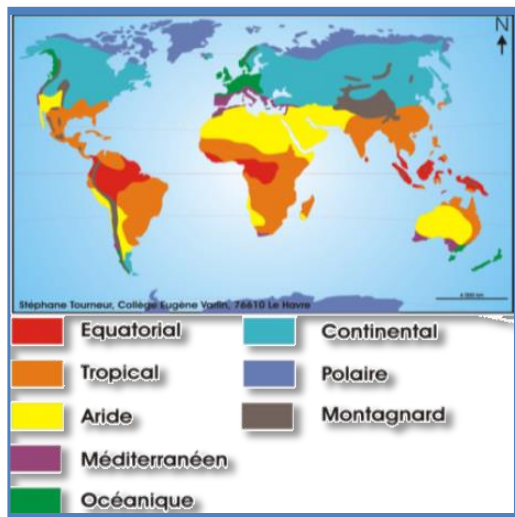 N
Stéphane Tourneur, Collège Eugène Varlin, 76610 Le Havre
Equatorial
Continental
Tropical
Polaire
Aride
Montagnard
Méditerranéen
Océanique